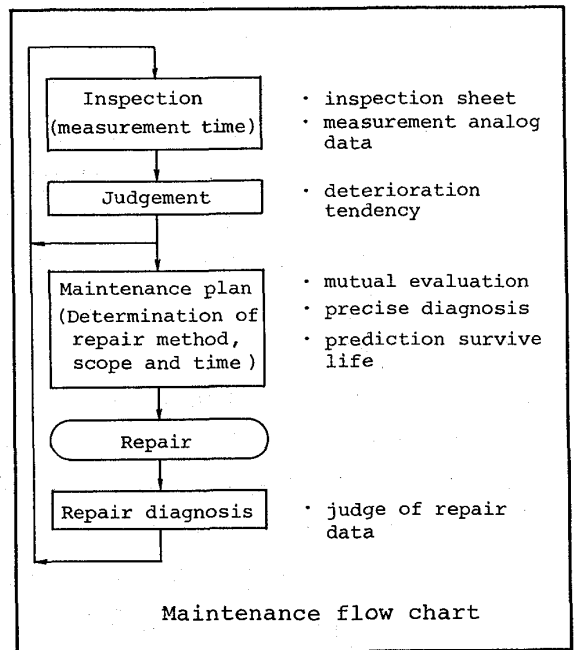 Inspection
(measurement time)
· inspection sheet
· measurement analog
data
Judgement
· deterioration
tendency
Maintenance plan
(Determination of
repair method,
scope and time )
· mutual evaluation
· precise diagnosis
· prediction survive
life
Repair
Repair diagnosis
· judge of repair
data
Maintenance flow chart